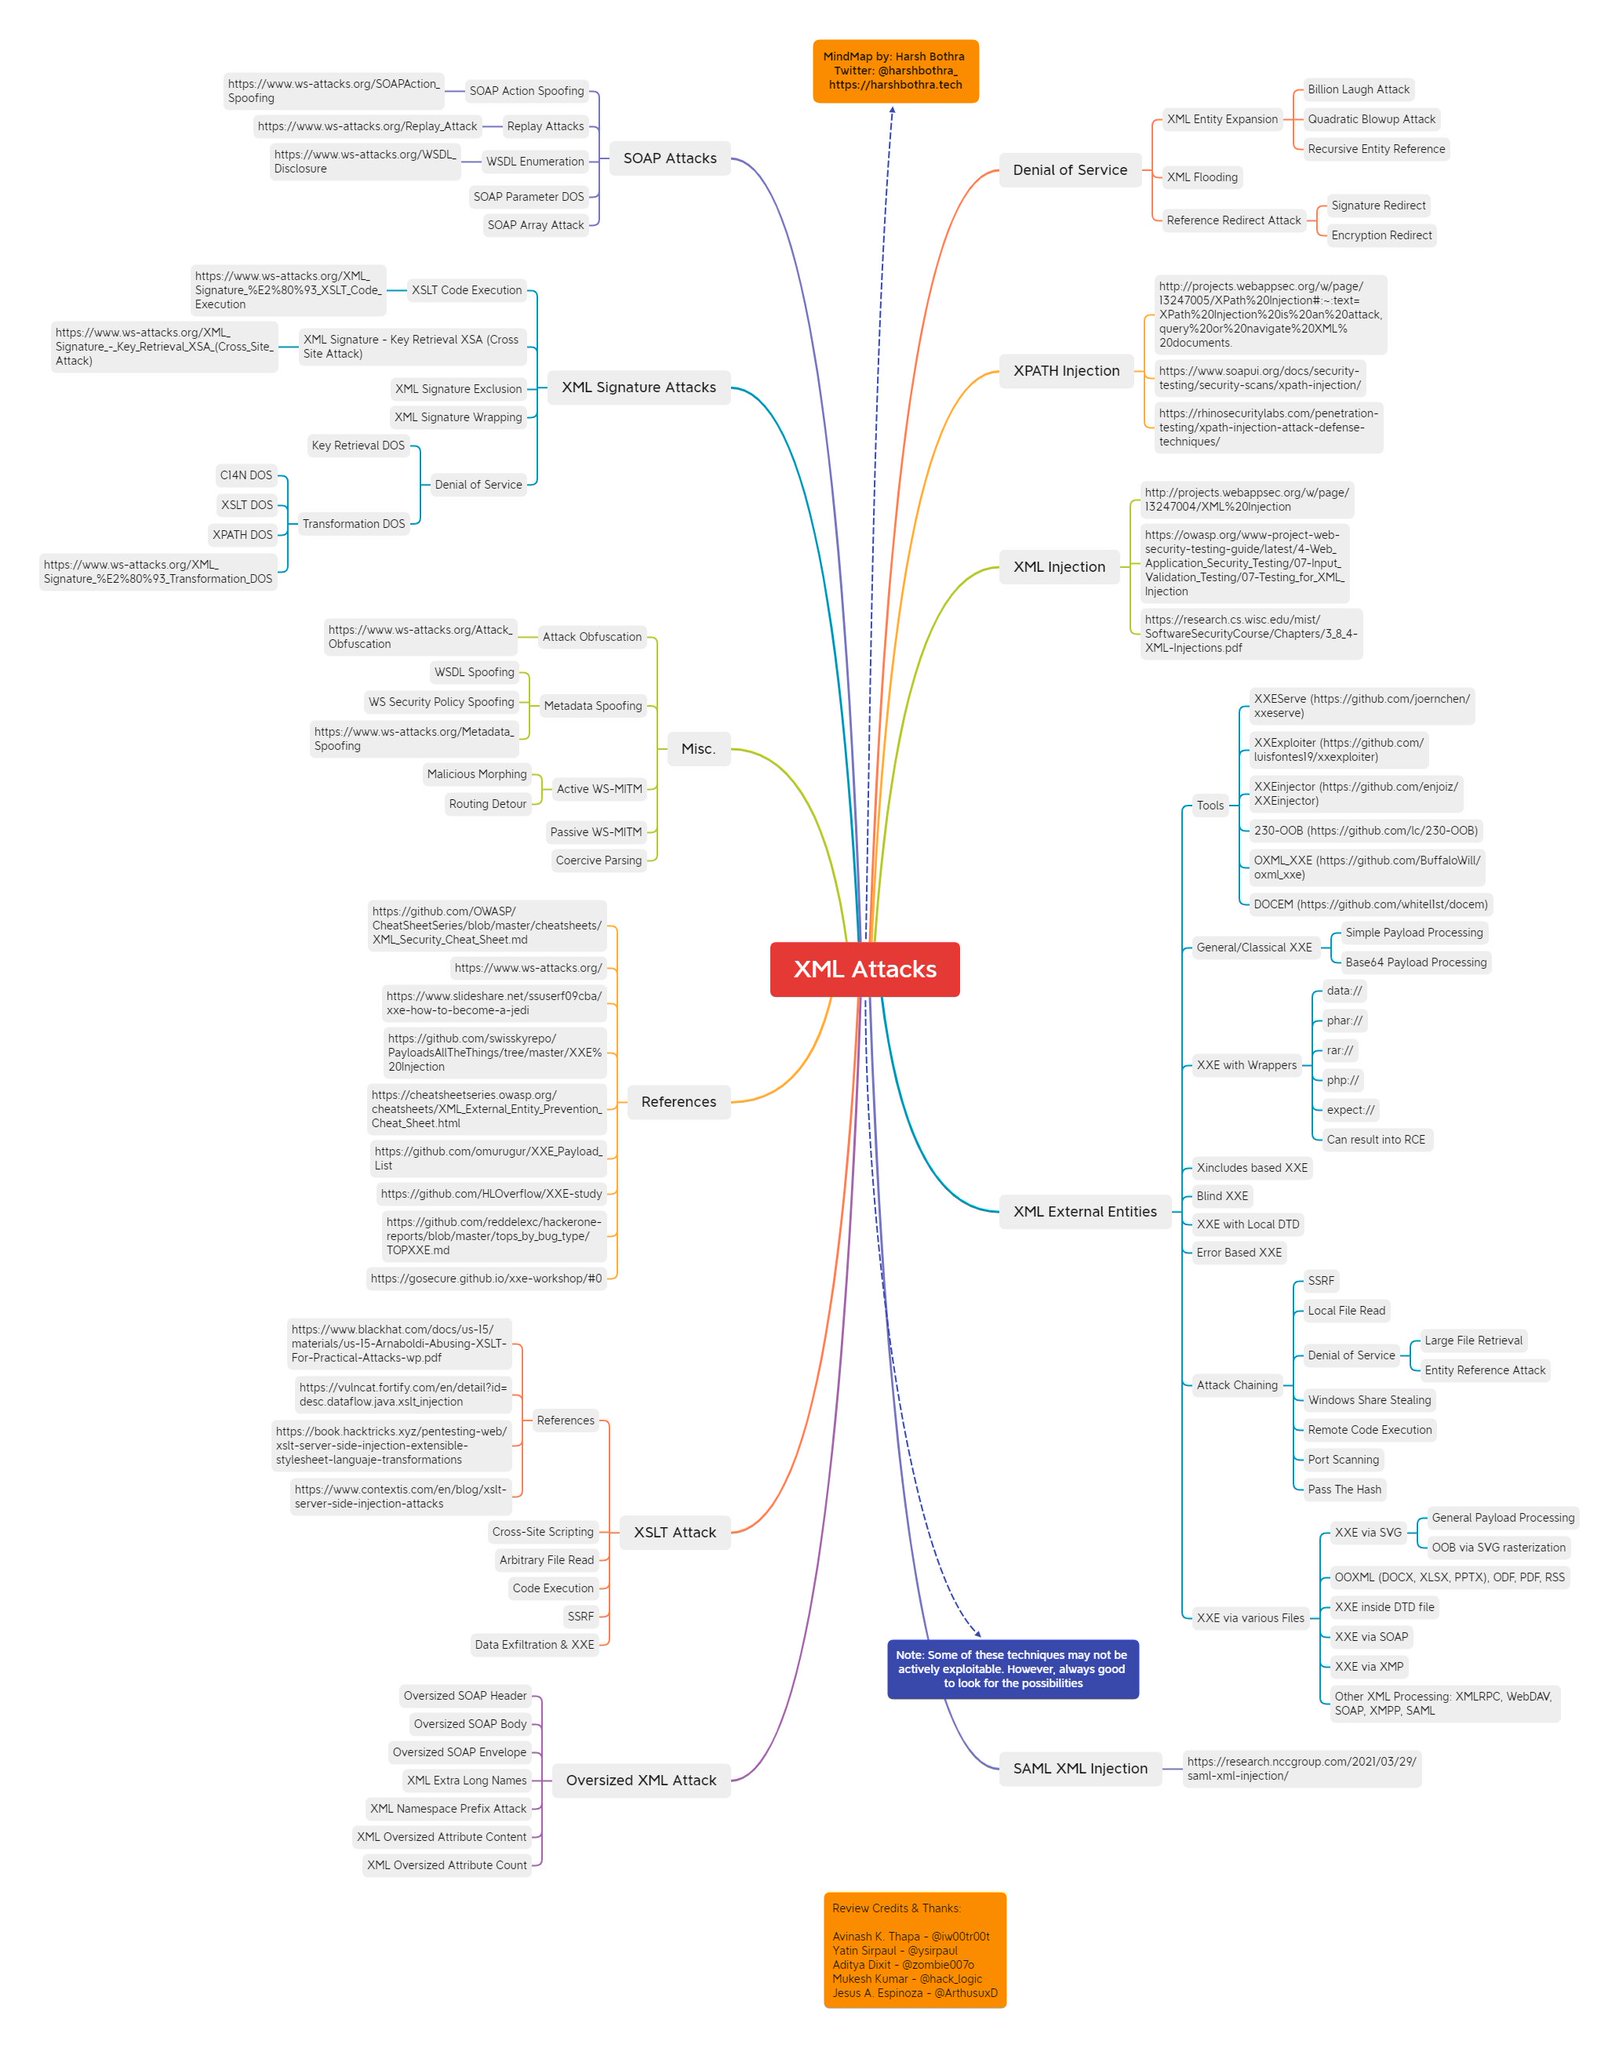 MindMap by: Harsh Bothra
Twitter: @harshbothra_
https://harshbothra.tech
XML Attacks
SOAP Attacks
SOAP Action Spoofing
https://www.ws-attacks.org/SOAPAction_
Spoofing
Replay Attacks
https://www.ws-attacks.org/Replay_Attack
WSDL Enumeration
https://www.ws-attacks.org/WSDL_
Disclosure
SOAP Parameter DOS
SOAP Array Attack
XML Signature Attacks
XSLT Code Execution
https://www.ws-attacks.org/XML_
Signature_%E2%80%93_XSLT_Code_
Execution
XML Signature - Key Retrieval XSA (Cross
Site Attack)
https://www.ws-attacks.org/XML_
Signature_-_Key_Retrieval_XSA_(Cross_Site_
Attack)
XML Signature Exclusion
XML Signature Wrapping
Denial of Service
Key Retrieval DOS
Transformation DOS
C14N DOS
XSLT DOS
XPATH DOS
https://www.ws-attacks.org/XML_
Signature_%E2%80%93_Transformation_DOS
Misc.
Attack Obfuscation
https://www.ws-attacks.org/Attack_
Obfuscation
Metadata Spoofing
WSDL Spoofing
WS Security Policy Spoofing
https://www.ws-attacks.org/Metadata_
Spoofing
Active WS-MITM
Malicious Morphing
Routing Detour
Passive WS-MITM
Coercive Parsing
References
https://github.com/OWASP/
CheatSheetSeries/blob/master/cheatsheets/
XML_Security_Cheat_Sheet.md
https://www.ws-attacks.org/
https://www.slideshare.net/ssuserf09cba/
xxe-how-to-become-a-jedi
https://github.com/swisskyrepo/
PayloadsAllTheThings/tree/master/XXE%
20Injection
https://cheatsheetseries.owasp.org/
cheatsheets/XML_External_Entity_Prevention_
Cheat_Sheet.html
https://github.com/omurugur/XXE_Payload_
List
https://github.com/HLOverflow/XXE-study
https://github.com/reddelexc/hackerone-
reports/blob/master/tops_by_bug_type/
TOPXXE.md
https://gosecure.github.io/xxe-workshop/#0
XSLT Attack
References
https://www.blackhat.com/docs/us-15/
materials/us-15-Arnaboldi-Abusing-XSLT-
For-Practical-Attacks-wp.pdf
https://vulncat.fortify.com/en/detail?id=
desc.dataflow.java.xslt_injection
https://book.hacktricks.xyz/pentesting-web/
xslt-server-side-injection-extensible-
stylesheet-languaje-transformations
https://www.contextis.com/en/blog/xslt-
server-side-injection-attacks
Cross-Site Scripting
Arbitrary File Read
Code Execution
SSRF
Data Exfiltration & XXE
Oversized XML Attack
Oversized SOAP Header
Oversized SOAP Body
Oversized SOAP Envelope
XML Extra Long Names
XML Namespace Prefix Attack
XML Oversized Attribute Content
XML Oversized Attribute Count
Denial of Service
XML Entity Expansion
Billion Laugh Attack
Quadratic Blowup Attack
Recursive Entity Reference
XML Flooding
Reference Redirect Attack
Signature Redirect
Encryption Redirect
XPATH Injection
http://projects.webappsec.org/w/page/
13247005/XPath%20Injection#:~:text=
XPath%20Injection%20is%20an%20attack,
query%20or%20navigate%20XML%
20documents.
https://www.soapui.org/docs/security-
testing/security-scans/xpath-injection/
https://rhinosecuritylabs.com/penetration-
testing/xpath-injection-attack-defense-
techniques/
XML Injection
http://projects.webappsec.org/w/page/
13247004/XML%20Injection
https://owasp.org/www-project-web-
security-testing-guide/latest/4-Web_
Application_Security_Testing/07-Input_
Validation_Testing/07-Testing_for_XML_
Injection
https://research.cs.wisc.edu/mist/
SoftwareSecurityCourse/Chapters/3_8_4-
XML-Injections.pdf
XML External Entities
Tools
XXEServe (https://github.com/joernchen/
xxeserve)
XXExploiter (https://github.com/
luisfontes19/xxexploiter)
XXEinjector (https://github.com/enjoiz/
XXEinjector)
230-OOB (https://github.com/lc/230-OOB)
OXML_XXE (https://github.com/BuffaloWill/
oxml_xxe)
DOCEM (https://github.com/whitel1st/docem)
General/Classical XXE
Simple Payload Processing
Base64 Payload Processing
XXE with Wrappers
data://
phar://
rar://
php://
expect://
Can result into RCE
Xincludes based XXE
Blind XXE
XXE with Local DTD
Error Based XXE
Attack Chaining
SSRF
Local File Read
Denial of Service
Large File Retrieval
Entity Reference Attack
Windows Share Stealing
Remote Code Execution
Port Scanning
Pass The Hash
XXE via various Files
XXE via SVG
General Payload Processing
OOB via SVG rasterization
OOXML (DOCX, XLSX, PPTX), ODF, PDF, RSS
XXE inside DTD file
XXE via SOAP
XXE via XMP
Other XML Processing: XMLRPC, WebDAV,
SOAP, XMPP, SAML
Note: Some of these techniques may not be
actively exploitable. However, always good
to look for the possibilities
SAML XML Injection
https://research.nccgroup.com/2021/03/29/
saml-xml-injection/
Review Credits & Thanks:
Avinash K. Thapa - @iw00tr00t
Yatin Sirpaul - @ysirpaul
Aditya Dixit - @zombie007o
Mukesh Kumar - @hack_logic
Jesus A. Espinoza - @ArthusuxD